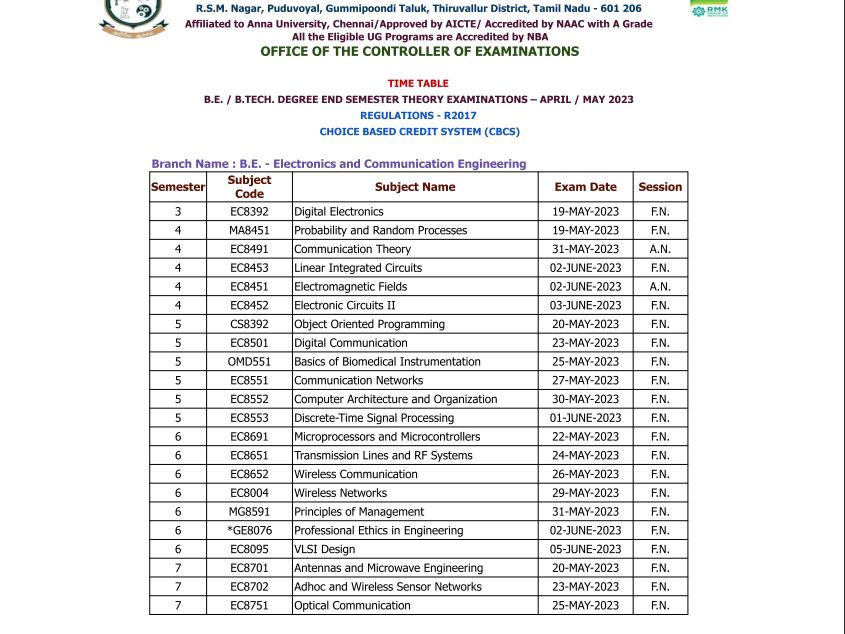 R.S.M. Nagar, Puduvoyal, Gummipoondi Taluk, Thiruvallur District, Tamil Nadu - 601 206
Affiliated to Anna University, Chennai/Approved by AICTE/ Accredited by NAAC with A Grade
All the Eligible UG Programs are Accredited by NBA
OFFICE OF THE CONTROLLER OF EXAMINATIONS
RMK
TIME TABLE
B.E. / B.TECH. DEGREE END SEMESTER THEORY EXAMINATIONS – APRIL / MAY 2023
REGULATIONS - R2017
CHOICE BASED CREDIT SYSTEM (CBCS)
Branch Name : B.E. - Electronics and Communication Engineering
Semester Subject Code Subject Name Exam Date Session
3 EC8392 Digital Electronics 19-MAY-2023 F.N.
4 MA8451 Probability and Random Processes 19-MAY-2023 F.N.
4 EC8491 Communication Theory 31-MAY-2023 A.N.
4 EC8453 Linear Integrated Circuits 02-JUNE-2023 F.N.
4 EC8451 Electromagnetic Fields 02-JUNE-2023 A.N.
4 EC8452 Electronic Circuits II 03-JUNE-2023 F.N.
5 CS8392 Object Oriented Programming 20-MAY-2023 F.N.
5 EC8501 Digital Communication 23-MAY-2023 F.N.
5 OMD551 Basics of Biomedical Instrumentation 25-MAY-2023 F.N.
5 EC8551 Communication Networks 27-MAY-2023 F.N.
5 EC8552 Computer Architecture and Organization 30-MAY-2023 F.N.
5 EC8553 Discrete-Time Signal Processing 01-JUNE-2023 F.N.
6 EC8691 Microprocessors and Microcontrollers 22-MAY-2023 F.N.
6 EC8651 Transmission Lines and RF Systems 24-MAY-2023 F.N.
6 EC8652 Wireless Communication 26-MAY-2023 F.N.
6 EC8004 Wireless Networks 29-MAY-2023 F.N.
6 MG8591 Principles of Management 31-MAY-2023 F.N.
6 *GE8076 Professional Ethics in Engineering 02-JUNE-2023 F.N.
6 EC8095 VLSI Design 05-JUNE-2023 F.N.
7 EC8701 Antennas and Microwave Engineering 20-MAY-2023 F.N.
7 EC8702 Adhoc and Wireless Sensor Networks 23-MAY-2023 F.N.
7 EC8751 Optical Communication 25-MAY-2023 F.N.